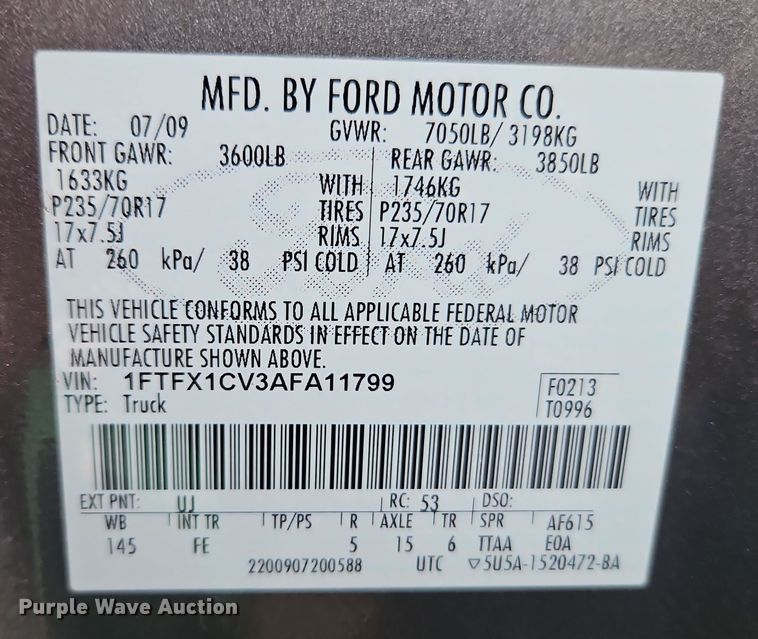 MFD. BY FORD MOTOR CO.
DATE: 07/09 GVWR: 7050LB/ 3198KG
FRONT GAWR: 3600LB REAR GAWR: 3850LB
1633KG WITH 1746KG WITH
P235/70R17 TIRES P235/70R17 TIRES
17x7.5J RIMS 17x7.5J RIMS
AT 260 kPa/ 38 PSI COLD AT 260 kPa/ 38 PSI COLD
THIS VEHICLE CONFORMS TO ALL APPLICABLE FEDERAL MOTOR
VEHICLE SAFETY STANDARDS IN EFFECT ON THE DATE OF
MANUFACTURE SHOWN ABOVE.
VIN: 1FTFX1CV3AFA11799 F0213
TYPE: Truck T0996
EXT PNT: UJ RC: 53 DSO:
WB INT TR TP/PS R AXLE TR SPR AF615
145 FE 5 15 6 TTAA EOA
2200907200588 UTC ▽5U5A-1520472-BA
Purple Wave Auction